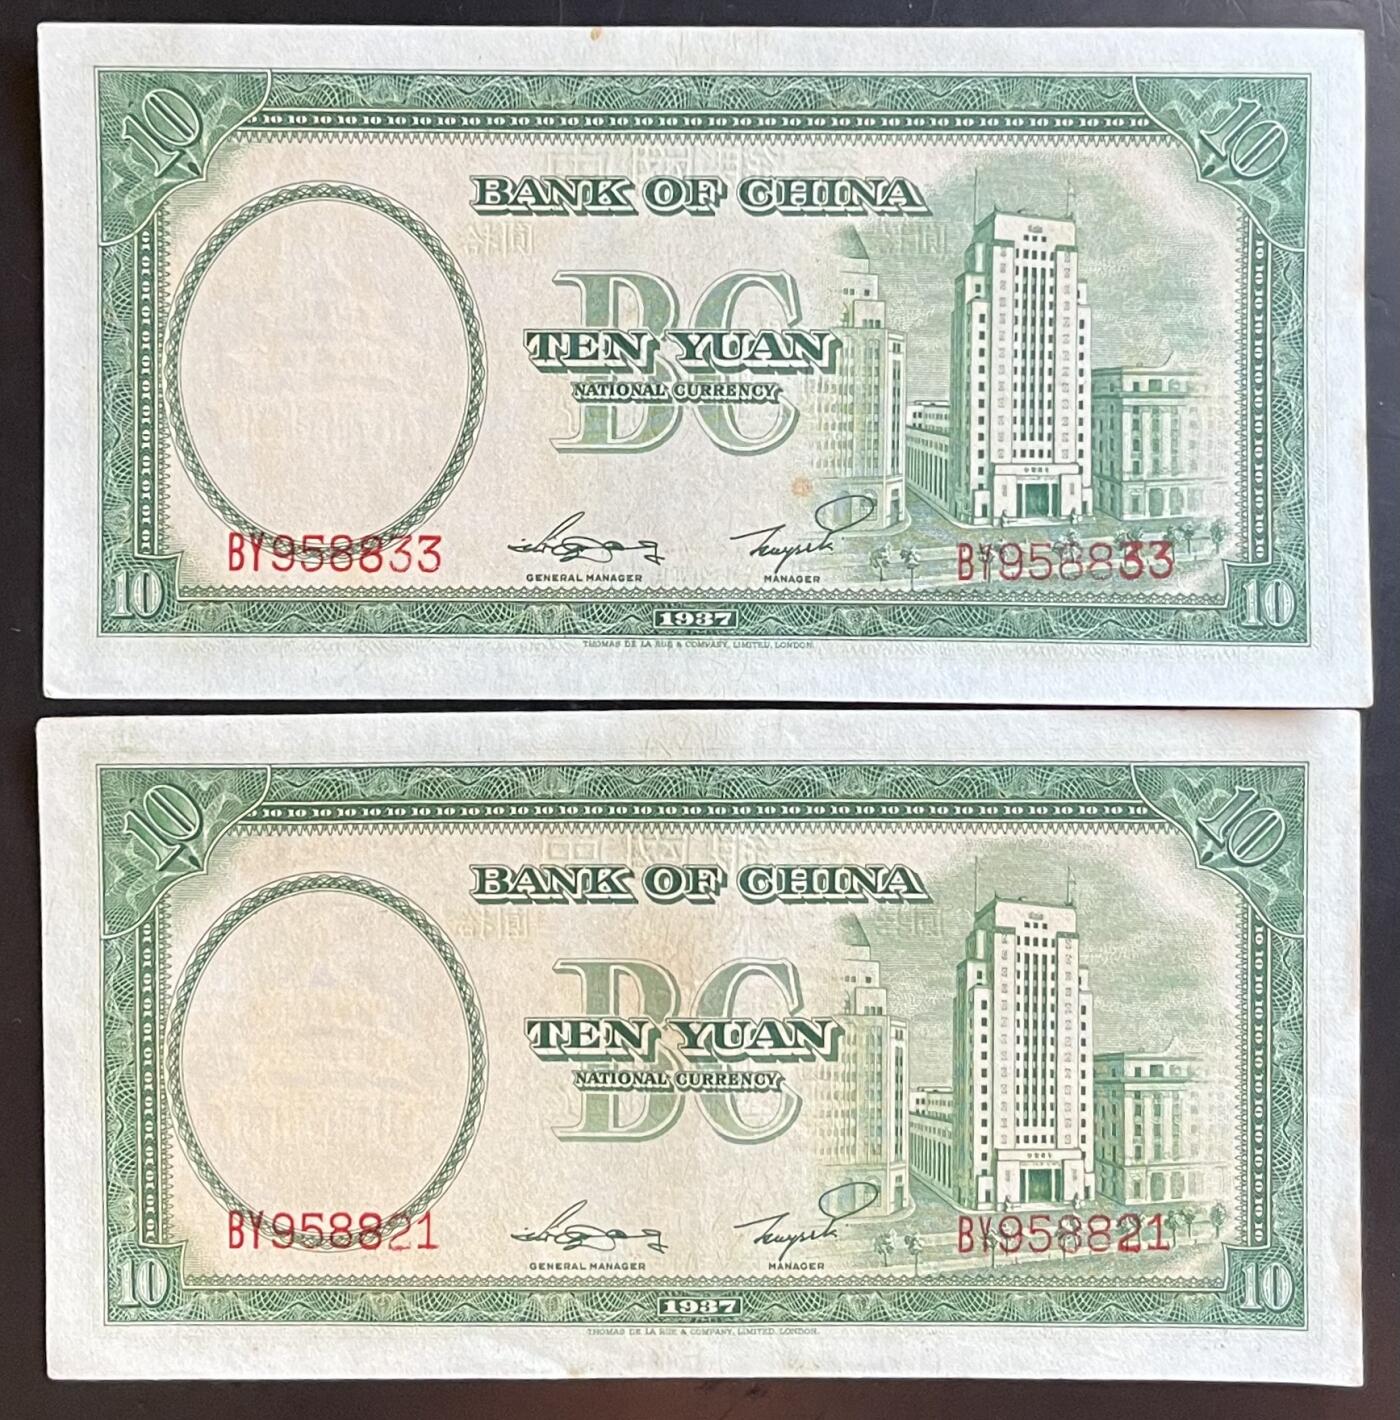 10 10
BANK OF CHINA
BC
TEN YUAN
NATIONAL CURRENCY
BY958833 BY958833
GENERAL MANAGER MANAGER
10 1937 10
THOMAS DE LA RUE & COMPANY, LIMITED, LONDON.
10 10
BANK OF CHINA
BC
TEN YUAN
NATIONAL CURRENCY
BY958821 BY958821
GENERAL MANAGER MANAGER
10 1937 10
THOMAS DE LA RUE & COMPANY, LIMITED, LONDON.